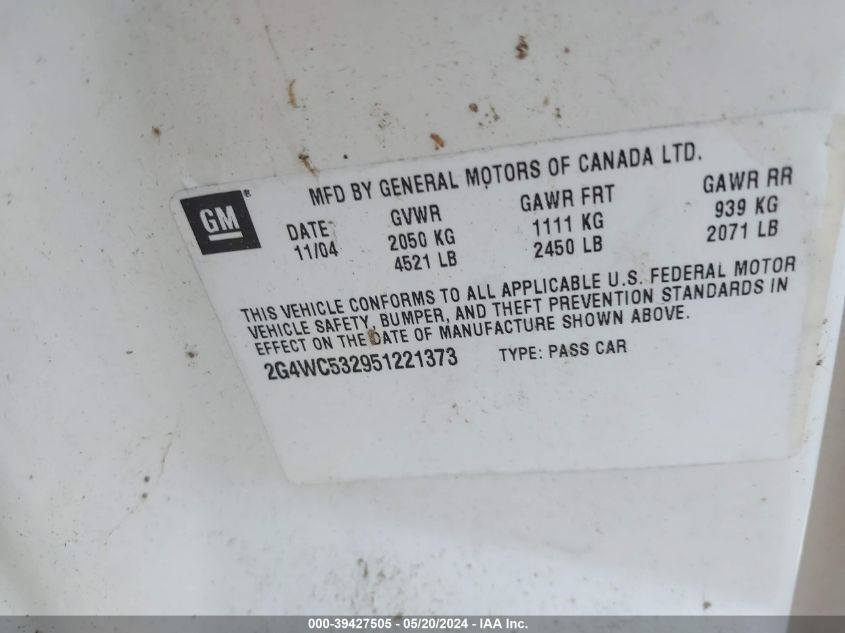 GM®
MFD BY GENERAL MOTORS OF CANADA LTD.
DATE GVWR GAWR FRT GAWR RR
11/04 2050 KG 1111 KG 939 KG
4521 LB 2450 LB 2071 LB
THIS VEHICLE CONFORMS TO ALL APPLICABLE U.S. FEDERAL MOTOR
VEHICLE SAFETY, BUMPER, AND THEFT PREVENTION STANDARDS IN
EFFECT ON THE DATE OF MANUFACTURE SHOWN ABOVE.
2G4WC532951221373 TYPE: PASS CAR
000-39427505 - 05/20/2024 - IAA Inc.